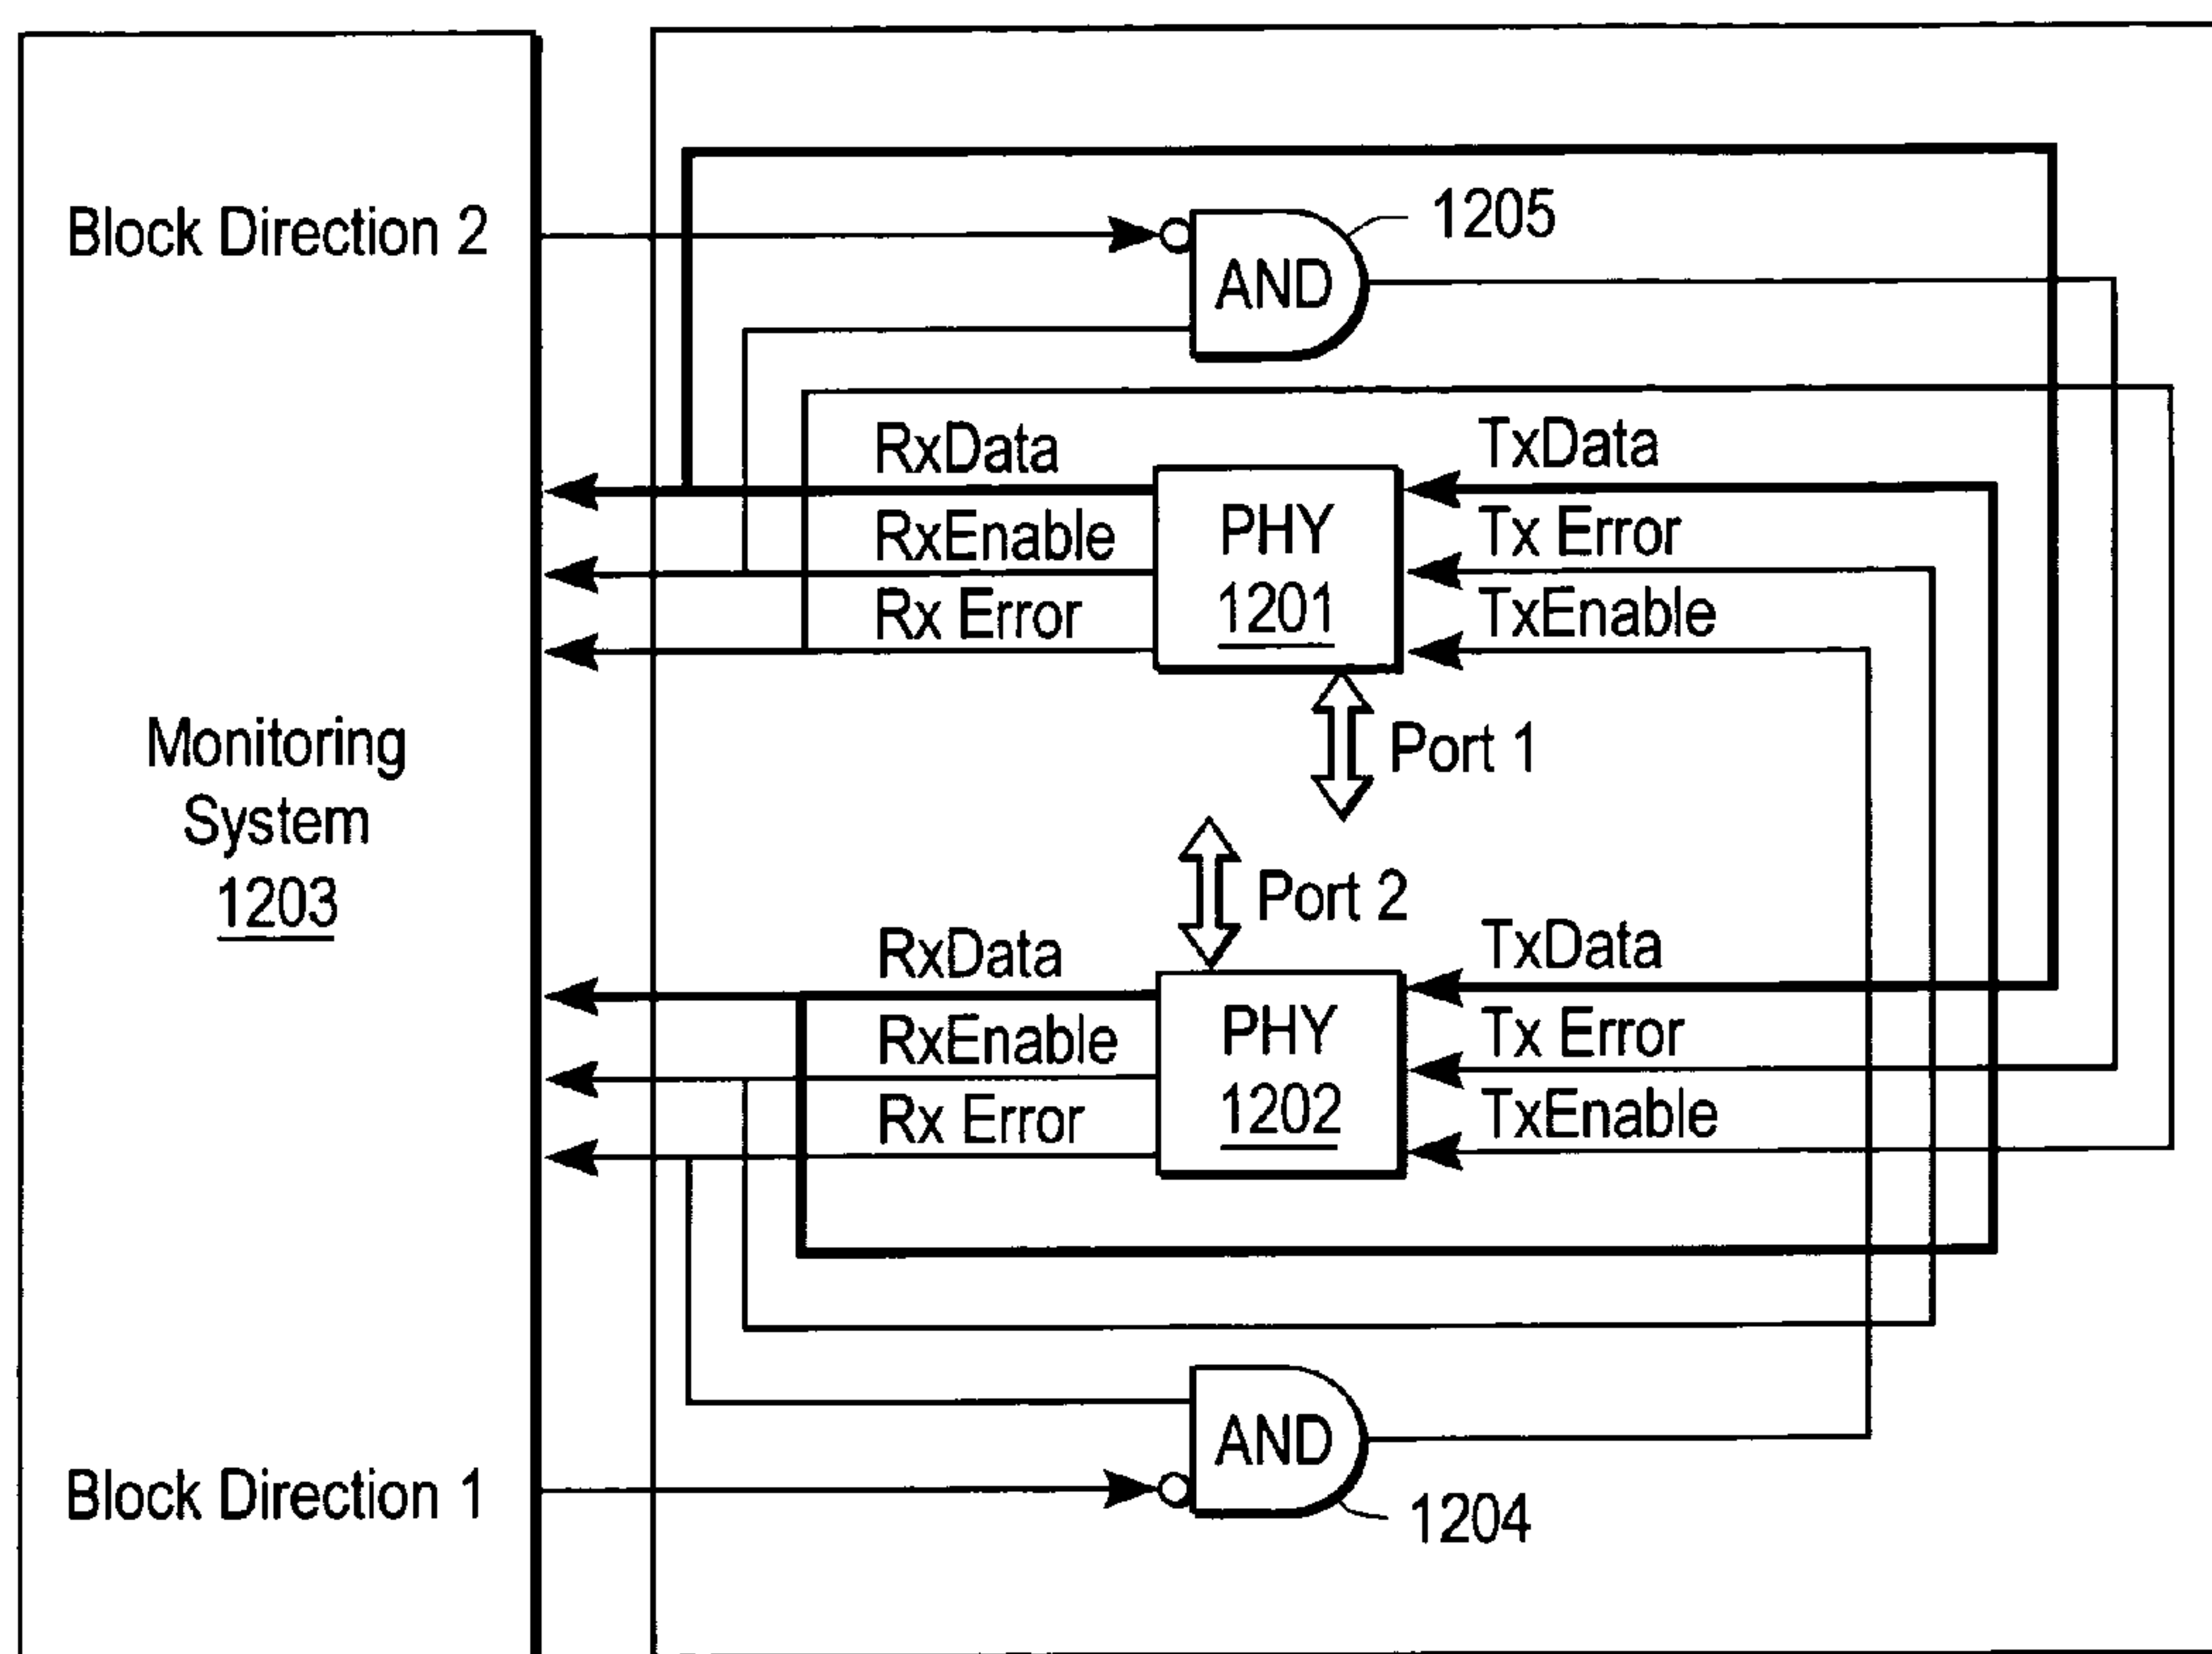 1205
Block Direction 2
AND
RxData
TxData
RxEnable
PHY
Tx Error
Rx Error
1201
TxEnable
Monitoring
System
1203
Port 1
Port 2
RxData
TxData
RxEnable
PHY
Tx Error
Rx Error
1202
TxEnable
AND
Block Direction 1
1204